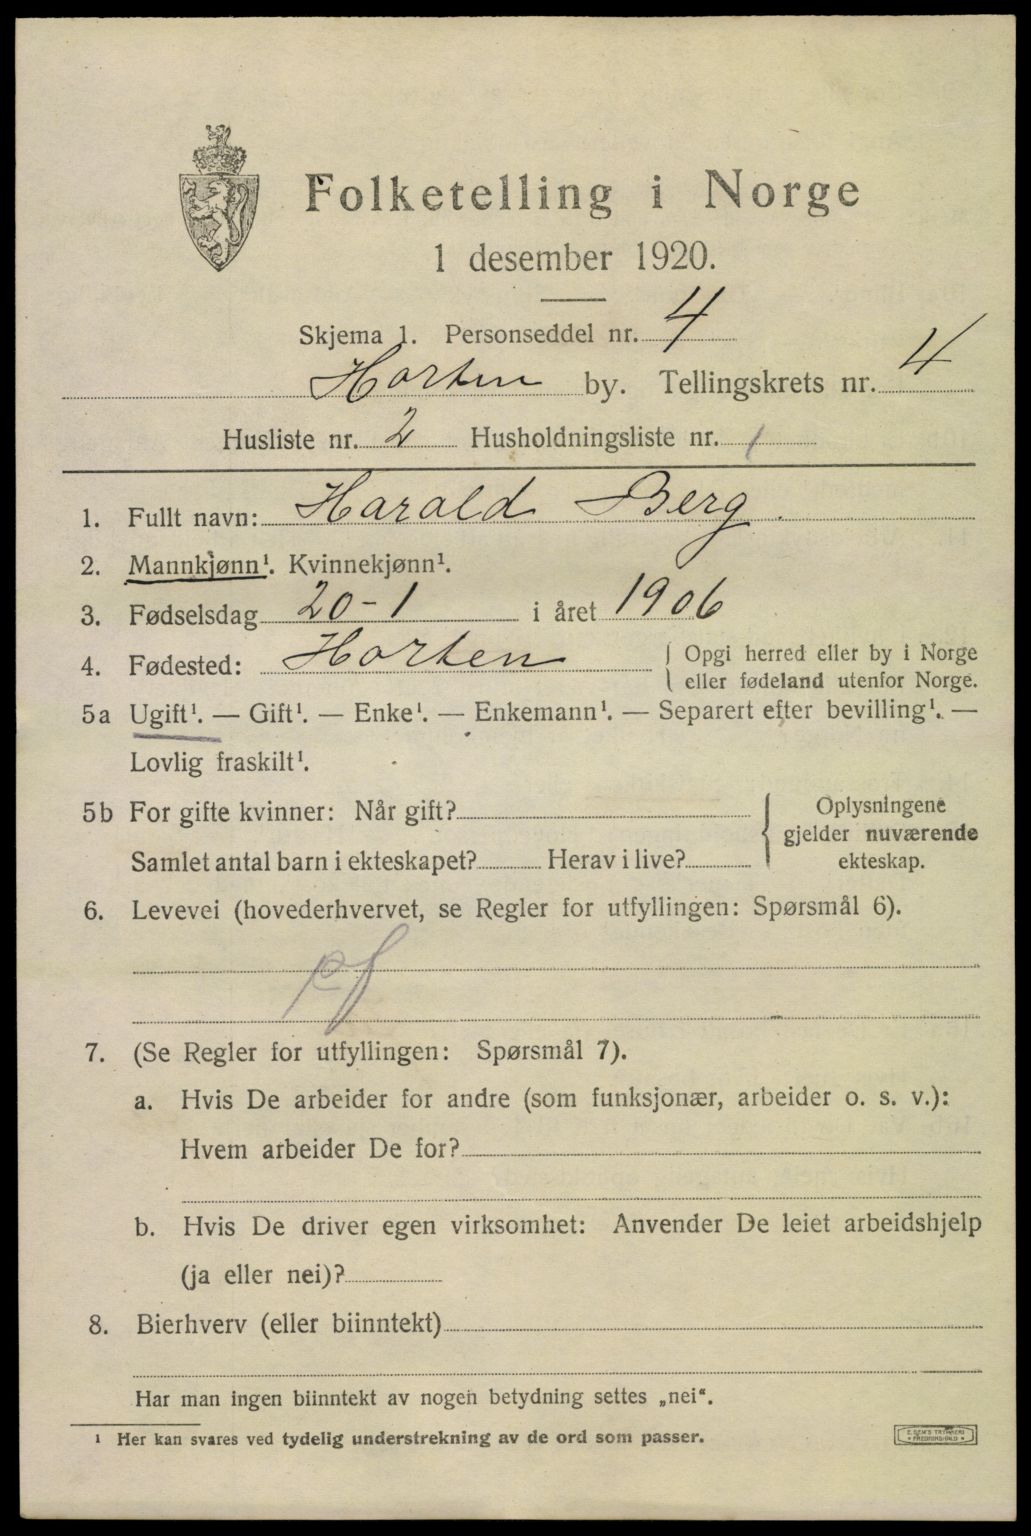 Folketelling i Norge
1 desember 1920.
Skjema 1. Personseddel nr. 4
Horten by. Tellingskrets nr. 4
Husliste nr. 2 Husholdningsliste nr. 1
1. Fullt navn: Harald Berg
2. Mannkjønn¹. Kvinnekjønn¹.
3. Fødselsdag 20-1 i året 1906
4. Fødested: Horten { Opgi herred eller by i Norge
eller fødeland utenfor Norge.
5a Ugift¹. — Gift¹. — Enke¹. — Enkemann¹. — Separert efter bevilling¹. —
Lovlig fraskilt¹.
5b For gifte kvinner: Når gift?
Samlet antal barn i ekteskapet? Herav i live?
{ Oplysningene
gjelder nuværende
ekteskap.
6. Levevei (hovederhvervet, se Regler for utfyllingen: Spørsmål 6).
pf
7. (Se Regler for utfyllingen: Spørsmål 7).
a. Hvis De arbeider for andre (som funksjonær, arbeider o. s. v.):
Hvem arbeider De for?
b. Hvis De driver egen virksomhet: Anvender De leiet arbeidshjelp
(ja eller nei)?
8. Bierhverv (eller biinntekt)
Har man ingen biinntekt av nogen betydning settes „nei“.
¹ Her kan svares ved tydelig understrekning av de ord som passer.